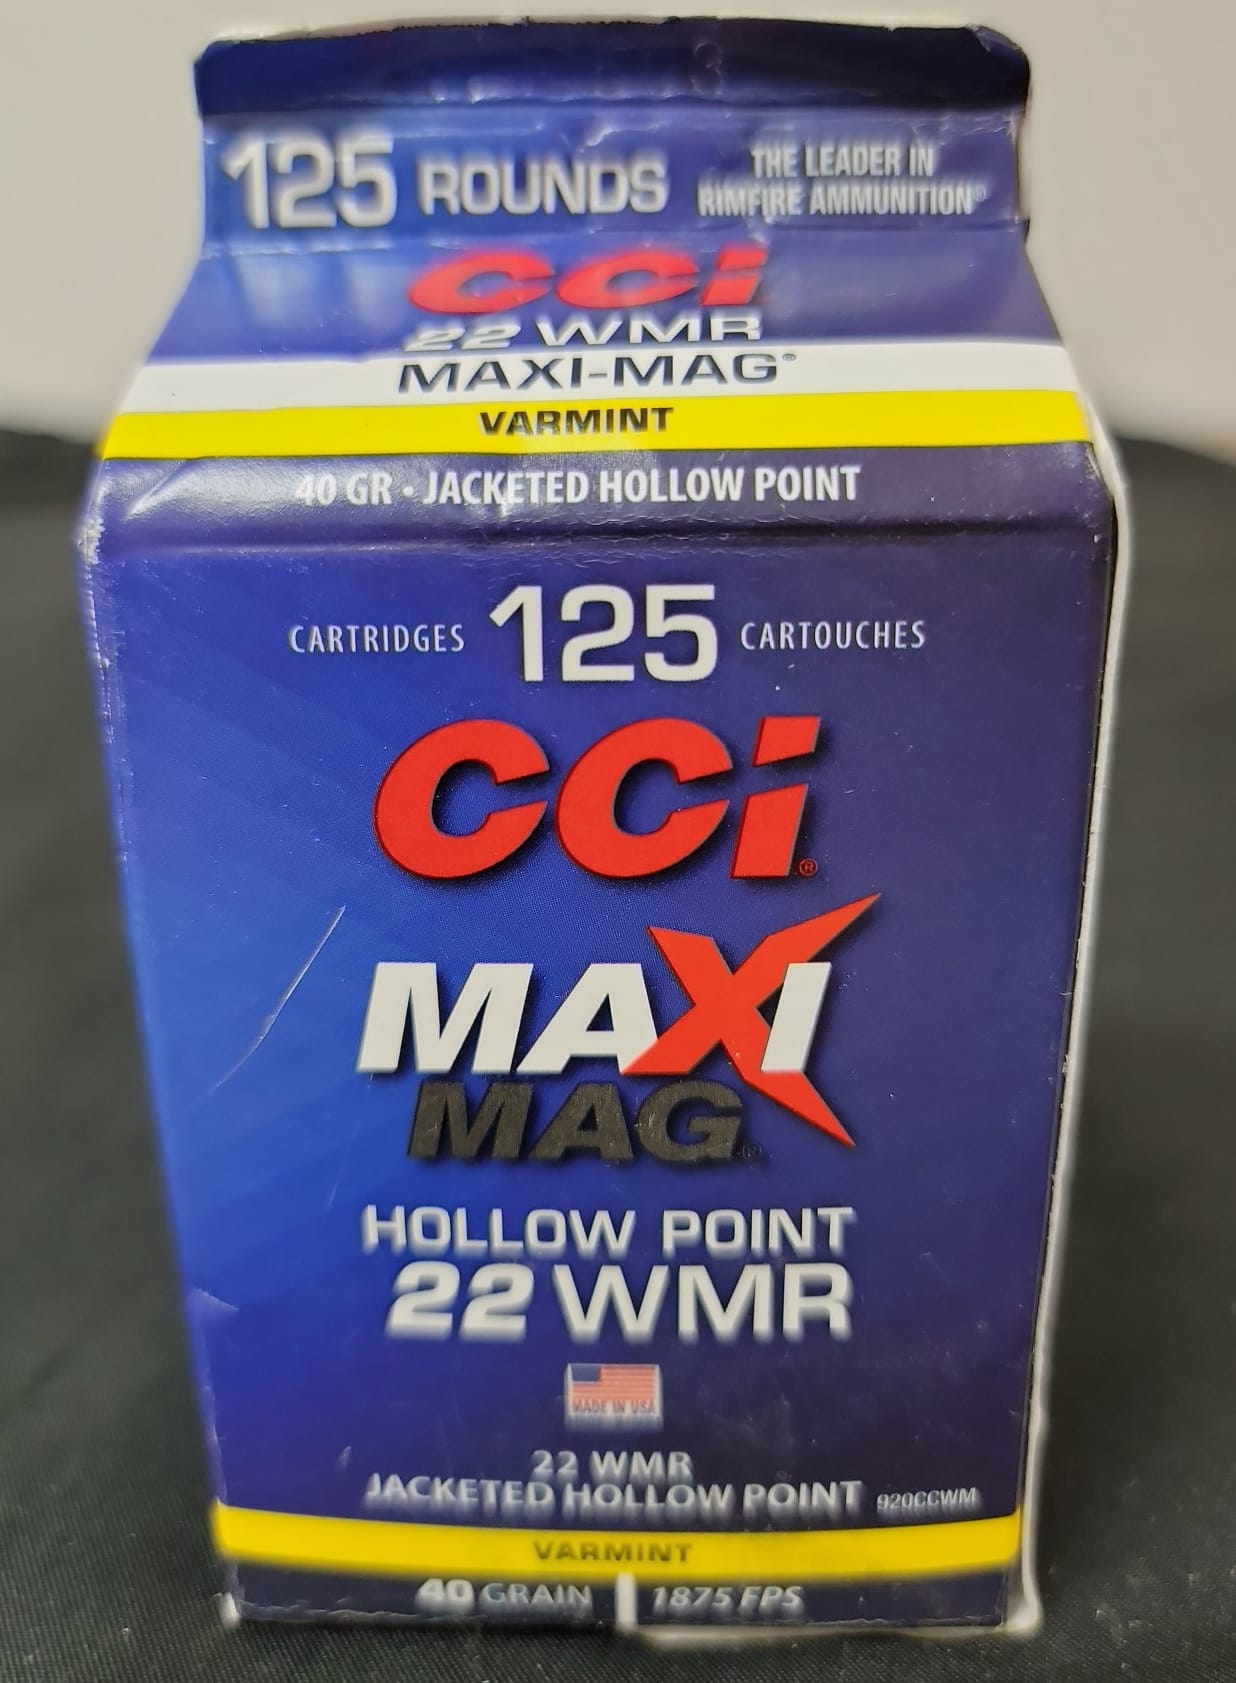 125 ROUNDS
THE LEADER IN
RIMFIRE AMMUNITION®
CCI
22 WMR
MAXI-MAG®
VARMINT
40 GR • JACKETED HOLLOW POINT
CARTRIDGES 125 CARTOUCHES
CCI®
MAXI
MAG®
HOLLOW POINT
22 WMR
MADE IN USA
22 WMR
JACKETED HOLLOW POINT 920CCWM
VARMINT
40 GRAIN | 1875 FPS